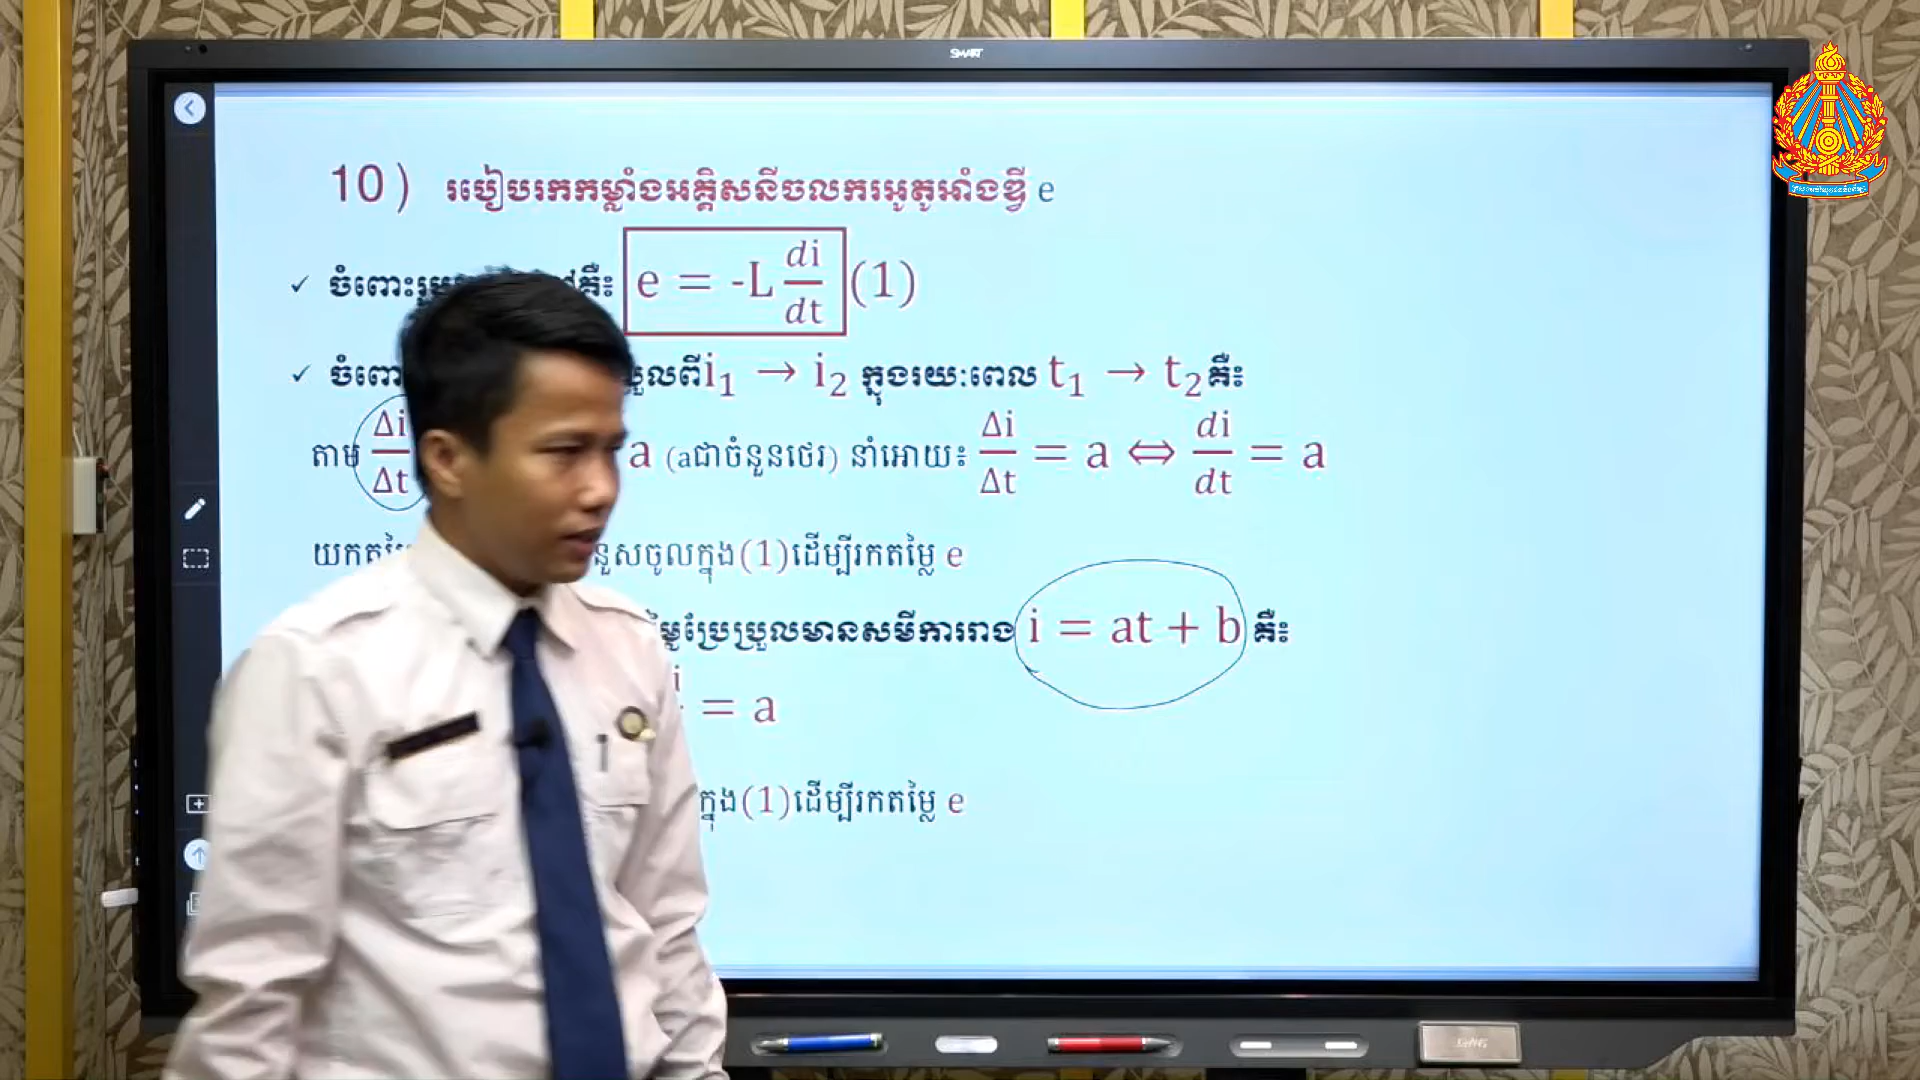 SMART
10) របៀបរកកម្លាំងអគ្គិសនីចលករអូតូអាំងឌ្វី e
✓ ចំពោះ គឺ៖ e = -L di/dt (1)
✓ ពី i₁ → i₂ ក្នុងរយៈពេល t₁ → t₂ គឺ៖
តាម Δi/Δt a (aជាចំនួនថេរ) នាំអោយ៖ Δi/Δt = a ⇔ di/dt = a
យក ចូលក្នុង(1)ដើម្បីរកតម្លៃ e
ប្រែប្រួលមានសមីការរាង i = at + b គឺ៖
= a
ក្នុង(1)ដើម្បីរកតម្លៃ e